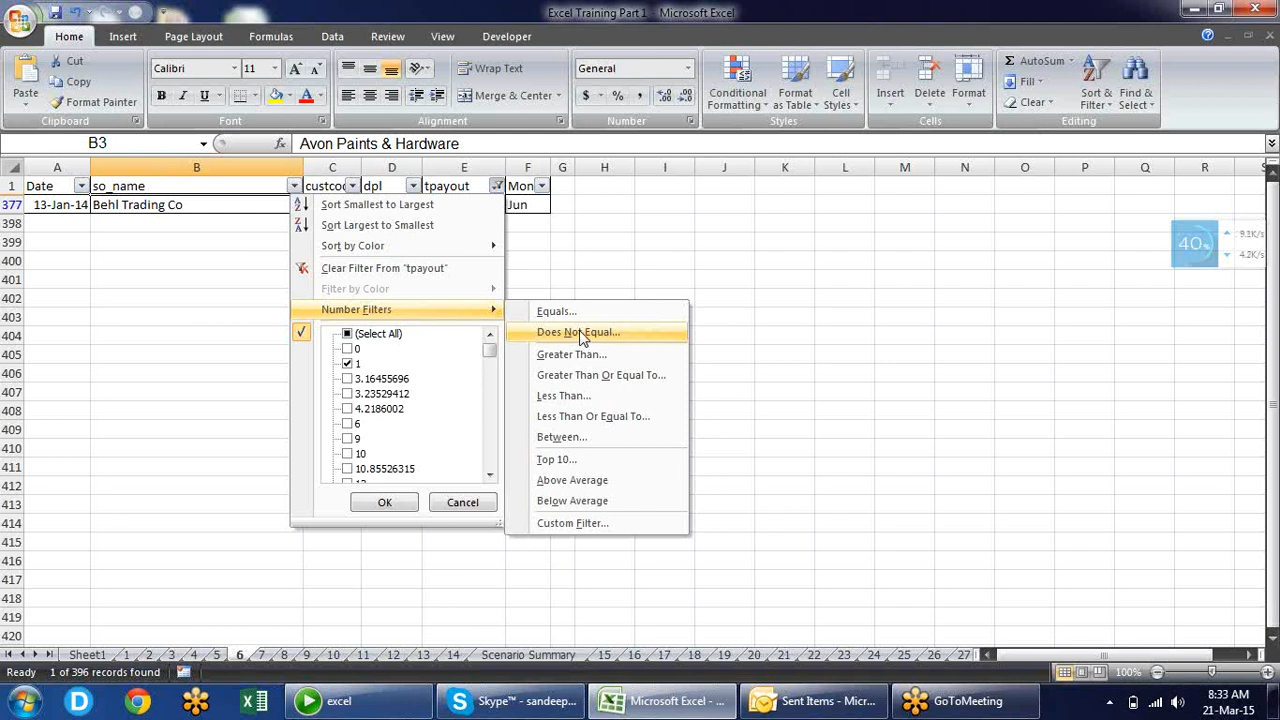 Excel Training Part 1 - Microsoft Excel
Home Insert Page Layout Formulas Data Review View Developer
Cut
Copy
Format Painter
Paste
Clipboard
Calibri 11
B I U
Font
Wrap Text
Merge & Center
Alignment
General
$ % ,
Number
Conditional Formatting
Format as Table
Cell Styles
Styles
Insert Delete Format
Cells
AutoSum
Fill
Clear
Sort & Filter
Find & Select
Editing
B3 fx Avon Paints & Hardware
A B C D E F G H I J K L M N O P Q R S
1 Date so_name custcod dpl tpayout Mon
377 13-Jan-14 Behl Trading Co Jun
398
399
400
401
402
403
404
405
406
407
408
409
410
411
412
413
414
415
416
417
418
419
420
Sort Smallest to Largest
Sort Largest to Smallest
Sort by Color
Clear Filter From "tpayout"
Filter by Color
Number Filters
(Select All)
0
1
3.16455696
3.23529412
4.2186002
6
9
10
10.85526315
OK Cancel
Equals...
Does Not Equal...
Greater Than...
Greater Than Or Equal To...
Less Than...
Less Than Or Equal To...
Between...
Top 10...
Above Average
Below Average
Custom Filter...
40%
9.1K/s
4.2K/s
Sheet1 2 3 4 5 6 7 8 9 10 11 12 13 14 Scenario Summary 15 16 17 18 19 20 21 22 23 24 25 26 27
Ready 1 of 396 records found 100%
excel Skype™ - sandeep... Microsoft Excel - ... Sent Items - Micr... GoToMeeting
8:33 AM
21-Mar-15